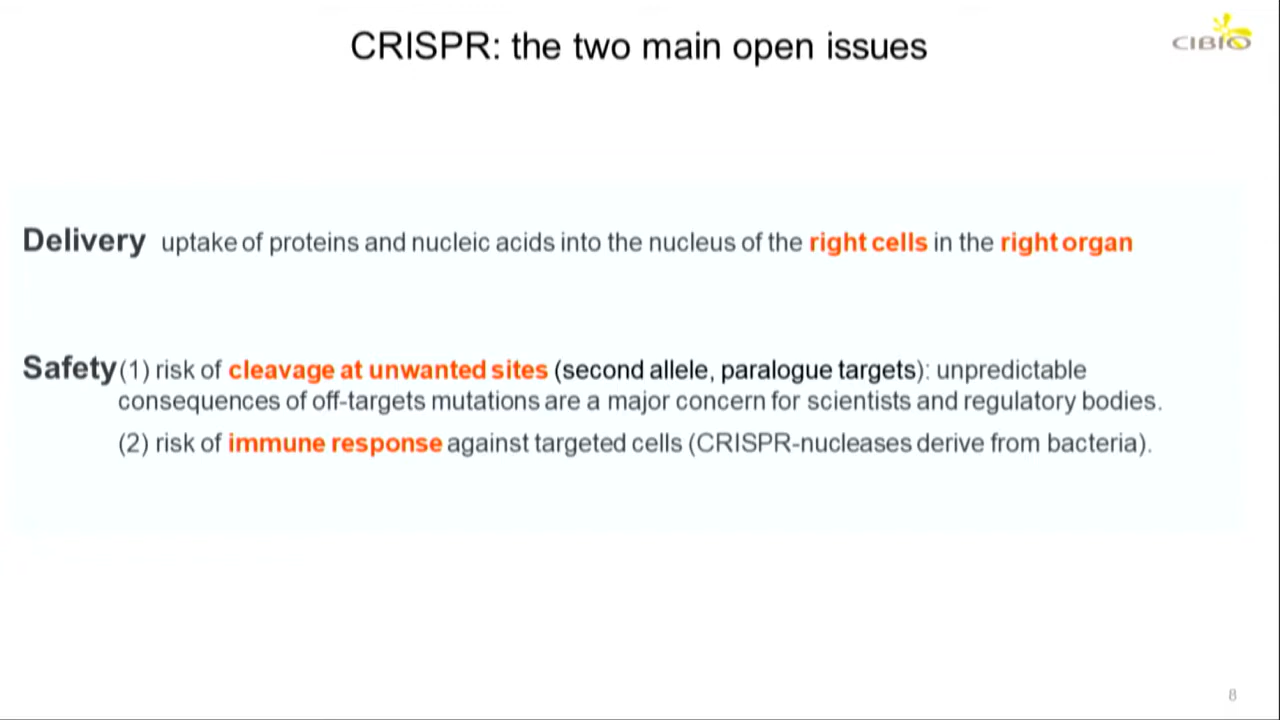 CRISPR: the two main open issues
CIBIO
Delivery uptake of proteins and nucleic acids into the nucleus of the right cells in the right organ
Safety (1) risk of cleavage at unwanted sites (second allele, paralogue targets): unpredictable
consequences of off-targets mutations are a major concern for scientists and regulatory bodies.
(2) risk of immune response against targeted cells (CRISPR-nucleases derive from bacteria).
8